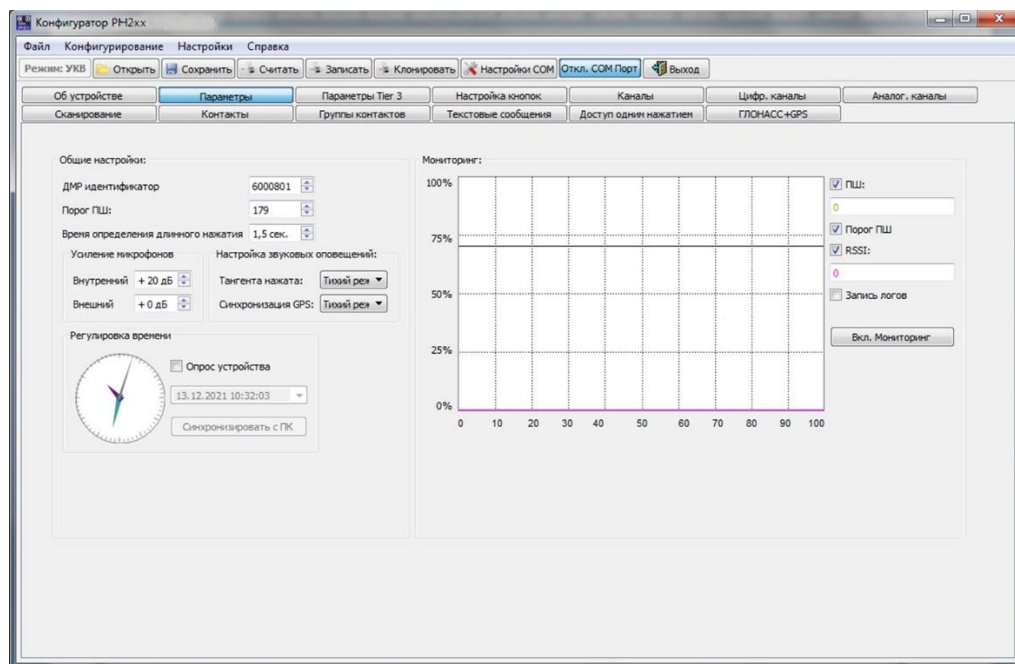 Конфигуратор РН2xx
Файл Конфигурирование Настройки Справка
Режим: УКВ Открыть Сохранить Считать Записать Клонировать Настройки COM Откл. COM Порт Выход
Об устройстве Параметры Параметры Tier 3 Настройка кнопок Каналы Цифр. каналы Аналог. каналы
Сканирование Контакты Группы контактов Текстовые сообщения Доступ одним нажатием ГЛОНАСС+GPS
Общие настройки:
ДМР идентификатор 6000801
Порог ПШ: 179
Время определения длинного нажатия 1,5 сек.
Усиление микрофонов
Внутренний + 20 дБ
Внешний + 0 дБ
Настройка звуковых оповещений:
Тангента нажата: Тихий реж
Синхронизация GPS: Тихий реж
Регулировка времени
Опрос устройства
13.12.2021 10:32:03
Синхронизировать с ПК
Мониторинг:
100%
75%
50%
25%
0%
0 10 20 30 40 50 60 70 80 90 100
ПШ:
0
Порог ПШ
RSSI:
0
Запись логов
Вкл. Мониторинг